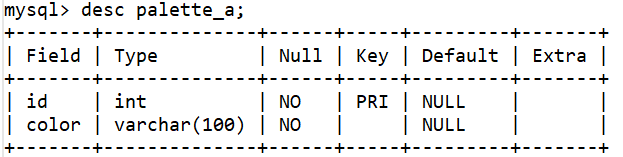 mysql> desc palette_a;
+-------+--------------+------+-----+---------+-------+
| Field | Type         | Null | Key | Default | Extra |
+-------+--------------+------+-----+---------+-------+
| id    | int          | NO   | PRI | NULL    |       |
| color | varchar(100) | NO   |     | NULL    |       |
+-------+--------------+------+-----+---------+-------+